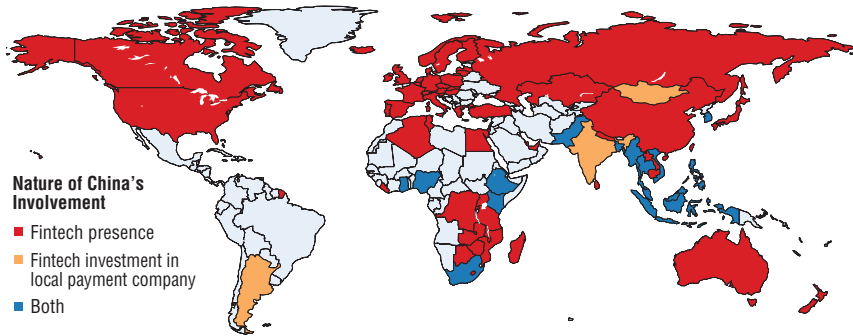 Nature of China's
Involvement
Fintech presence
Fintech investment in
local payment company
Both